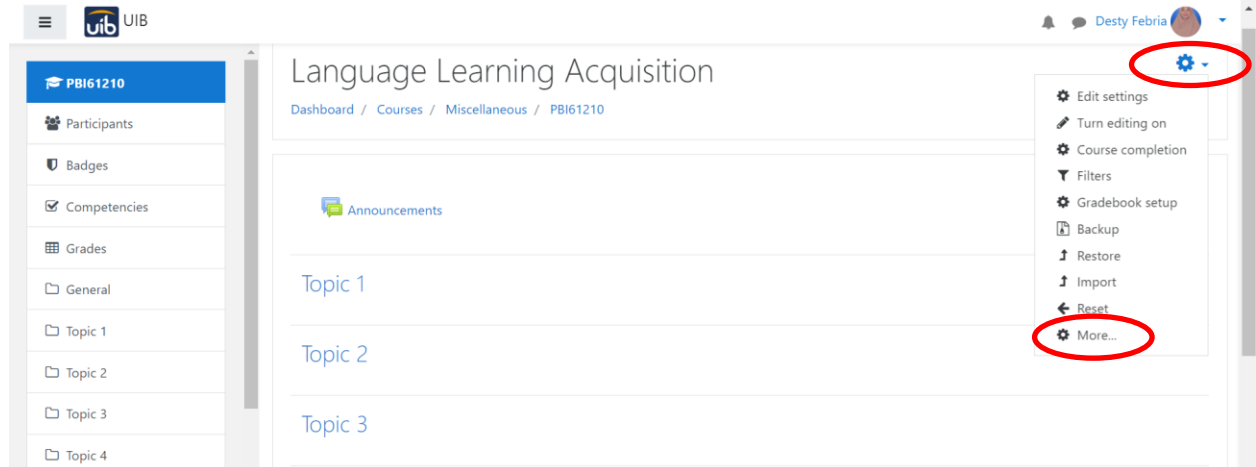 uib UIB
Desty Febria
PBI61210
Participants
Badges
Competencies
Grades
General
Topic 1
Topic 2
Topic 3
Topic 4
Language Learning Acquisition
Dashboard / Courses / Miscellaneous / PBI61210
Announcements
Topic 1
Topic 2
Topic 3
Edit settings
Turn editing on
Course completion
Filters
Gradebook setup
Backup
Restore
Import
Reset
More...